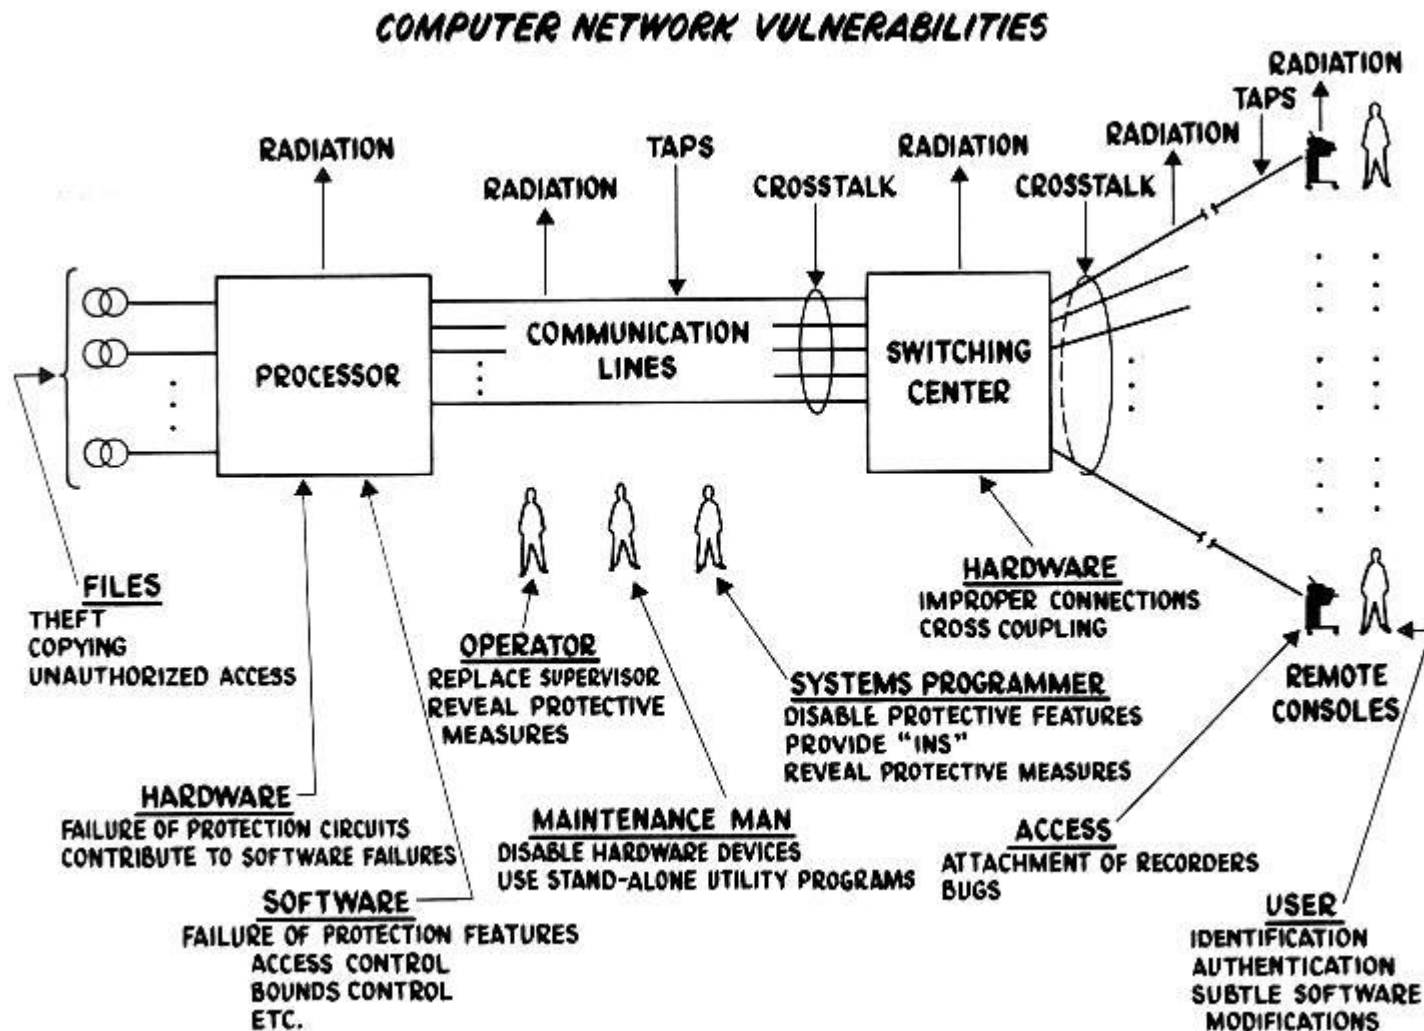 COMPUTER NETWORK VULNERABILITIES
RADIATION
TAPS
RADIATION
RADIATION
TAPS
RADIATION
RADIATION
RADIATION
CROSSTALK
CROSSTALK
PROCESSOR
COMMUNICATION
LINES
SWITCHING
CENTER
FILES
THEFT
COPYING
UNAUTHORIZED ACCESS
OPERATOR
REPLACE SUPERVISOR
REVEAL PROTECTIVE
MEASURES
HARDWARE
IMPROPER CONNECTIONS
CROSS COUPLING
SYSTEMS PROGRAMMER
DISABLE PROTECTIVE FEATURES
PROVIDE "INS"
REVEAL PROTECTIVE MEASURES
REMOTE
CONSOLES
HARDWARE
FAILURE OF PROTECTION CIRCUITS
CONTRIBUTE TO SOFTWARE FAILURES
MAINTENANCE MAN
DISABLE HARDWARE DEVICES
USE STAND-ALONE UTILITY PROGRAMS
ACCESS
ATTACHMENT OF RECORDERS
BUGS
SOFTWARE
FAILURE OF PROTECTION FEATURES
ACCESS CONTROL
BOUNDS CONTROL
ETC.
USER
IDENTIFICATION
AUTHENTICATION
SUBTLE SOFTWARE
MODIFICATIONS